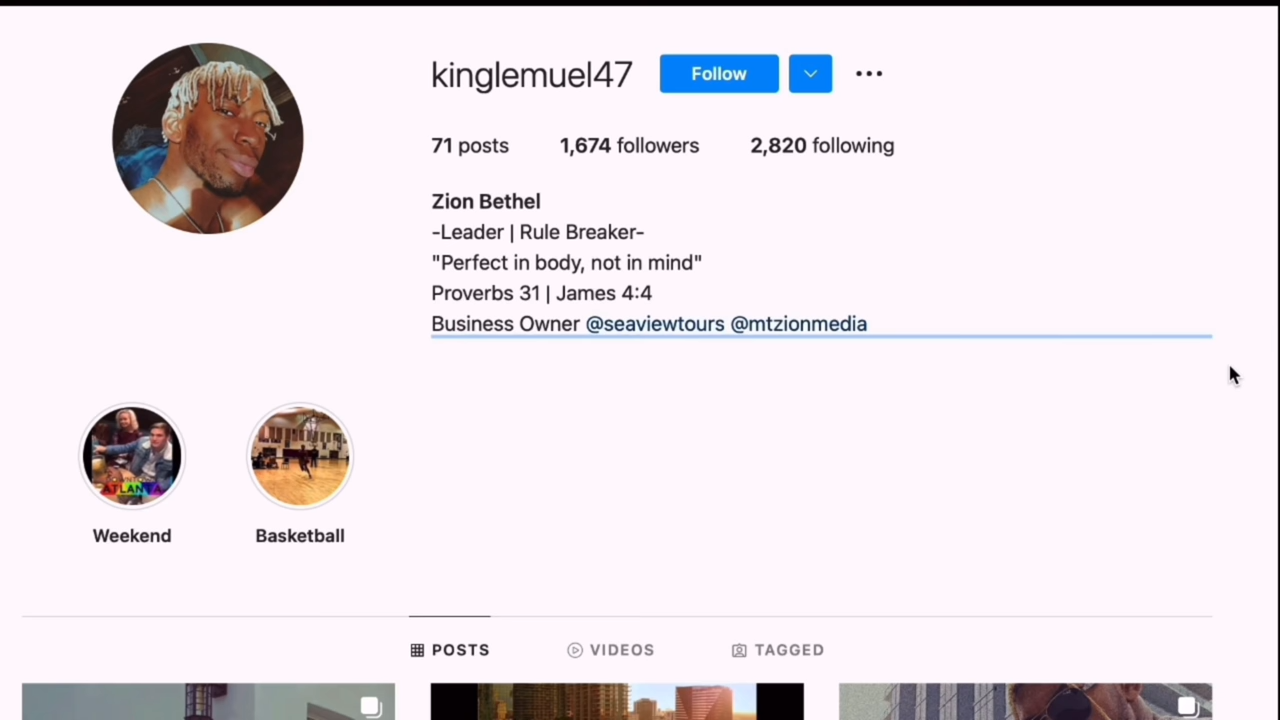 kinglemuel47 Follow
71 posts 1,674 followers 2,820 following
Zion Bethel
-Leader | Rule Breaker-
"Perfect in body, not in mind"
Proverbs 31 | James 4:4
Business Owner @seaviewtours @mtzionmedia
ATLANTA
Weekend Basketball
POSTS VIDEOS TAGGED